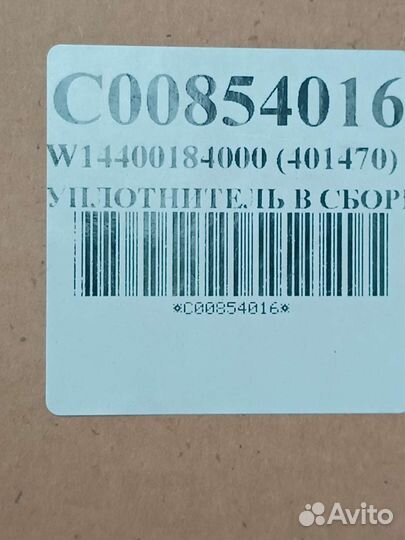 C00854016
W14400184000 (401470)
УПЛОТНИТЕЛЬ В СБОР
*C00854016*
Avito